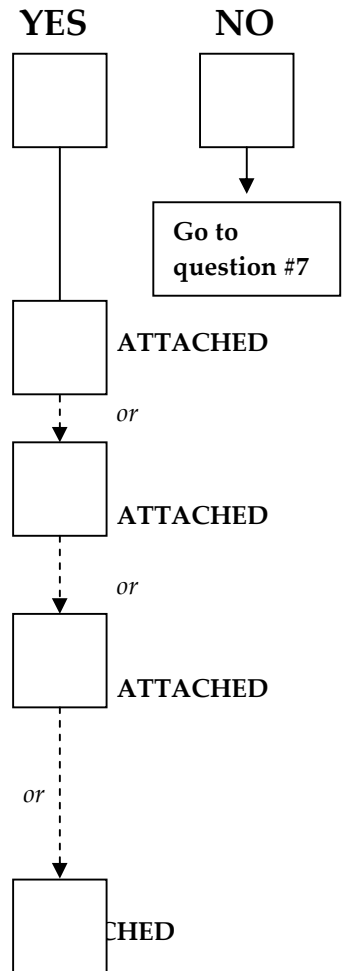 YES NO
Go to
question #7
ATTACHED
or
ATTACHED
or
ATTACHED
or
CHED